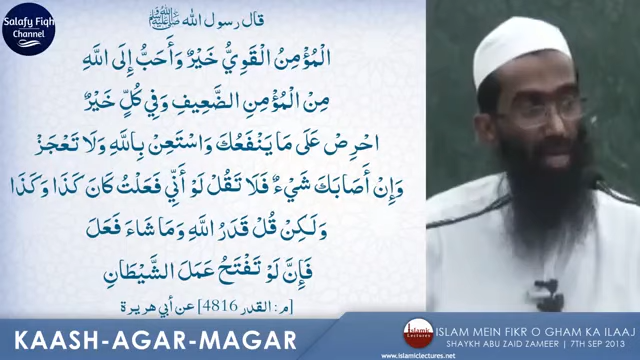 Salafy Fiqh
Channel
قال رسول الله ﷺ
الْمُؤْمِنُ الْقَوِيُّ خَيْرٌ وَأَحَبُّ إِلَى اللَّهِ
مِنْ الْمُؤْمِنِ الضَّعِيفِ وَفِي كُلٍّ خَيْرٌ
احْرِصْ عَلَى مَا يَنْفَعُكَ وَاسْتَعِنْ بِاللَّهِ وَلَا تَعْجَزْ
وَإِنْ أَصَابَكَ شَيْءٌ فَلَا تَقُلْ لَوْ أَنِّي فَعَلْتُ كَانَ كَذَا وَكَذَا
وَلَكِنْ قُلْ قَدَرُ اللَّهِ وَمَا شَاءَ فَعَلَ
فَإِنَّ لَوْ تَفْتَحُ عَمَلَ الشَّيْطَانِ
[م: القدر 4816] عن أبي هريرة
KAASH-AGAR-MAGAR
Islamic
Lectures
www.islamiclectures.net
ISLAM MEIN FIKR O GHAM KA ILAAJ
SHAYKH ABU ZAID ZAMEER | 7TH SEP 2013